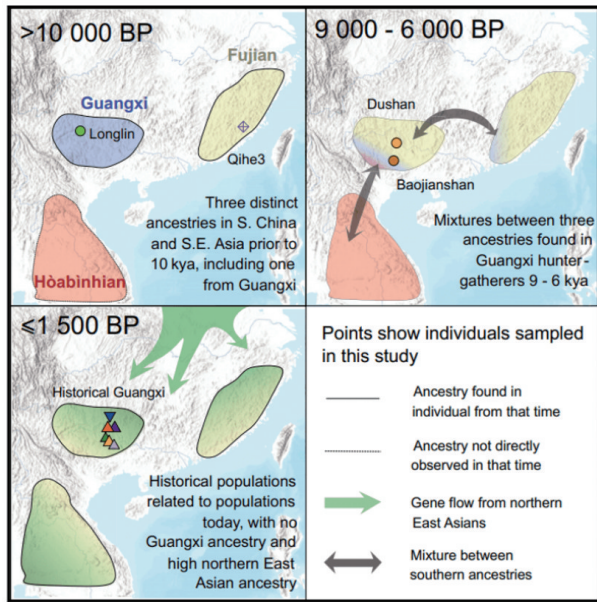 >10 000 BP
Fujian
Guangxi
Longlin
Qihe3
Three distinct
ancestries in S. China
and S.E. Asia prior to
10 kya, including one
from Guangxi
Hòabìnhian
9 000 - 6 000 BP
Dushan
Baojianshan
Mixtures between three
ancestries found in
Guangxi hunter-
gatherers 9 - 6 kya
⩽1 500 BP
Historical Guangxi
Historical populations
related to populations
today, with no
Guangxi ancestry and
high northern East
Asian ancestry
Points show individuals sampled
in this study
Ancestry found in
individual from that time
Ancestry not directly
observed in that time
Gene flow from northern
East Asians
Mixture between
southern ancestries